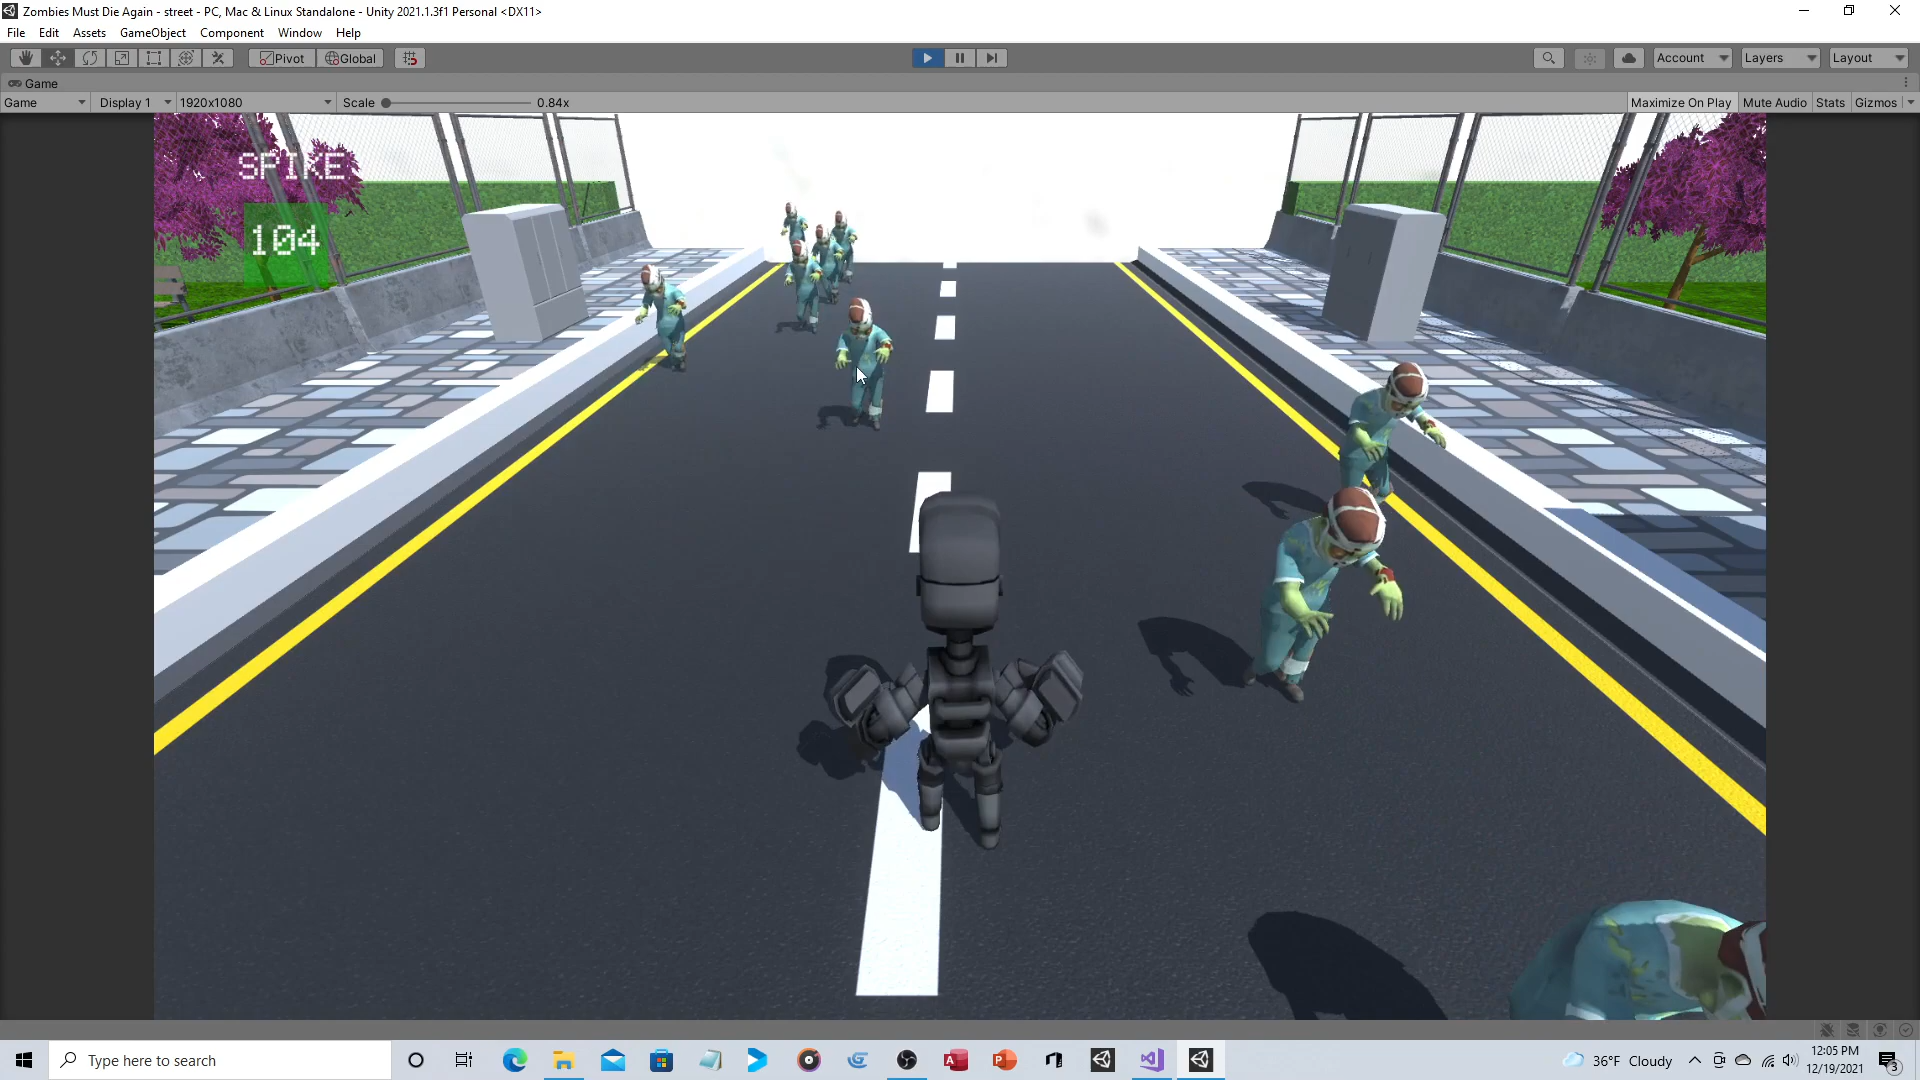 Zombies Must Die Again - street - PC, Mac & Linux Standalone - Unity 2021.1.3f1 Personal <DX11>
File Edit Assets GameObject Component Window Help
Pivot Global Account Layers Layout
Game
Game Display 1 1920x1080 Scale 0.84x Maximize On Play Mute Audio Stats Gizmos
SPIKE
104
Type here to search
36°F Cloudy
12:05 PM
12/19/2021
3